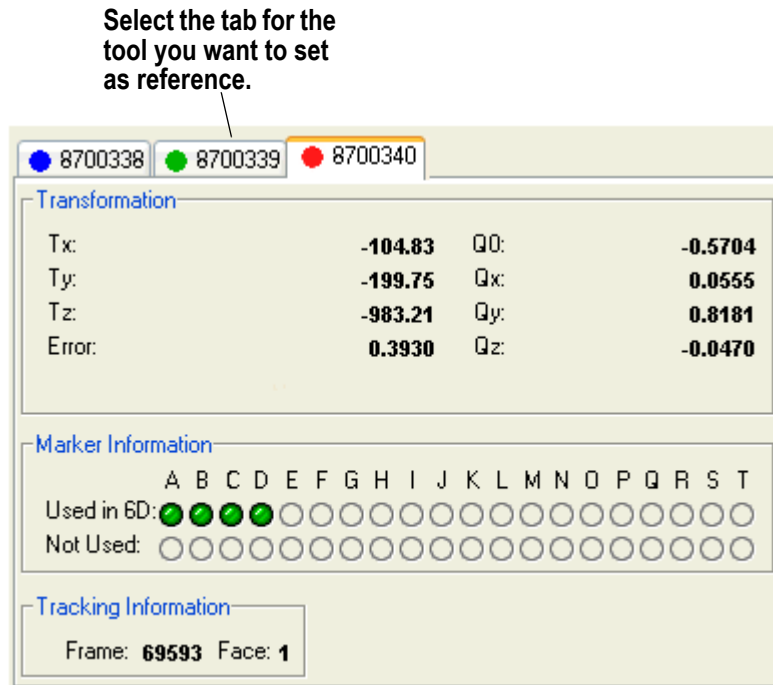 Select the tab for the
tool you want to set
as reference.
8700338 8700339 8700340
Transformation
Tx: -104.83 Q0: -0.5704
Ty: -199.75 Qx: 0.0555
Tz: -983.21 Qy: 0.8181
Error: 0.3930 Qz: -0.0470
Marker Information
A B C D E F G H I J K L M N O P Q R S T
Used in 6D:
Not Used:
Tracking Information
Frame: 69593 Face: 1